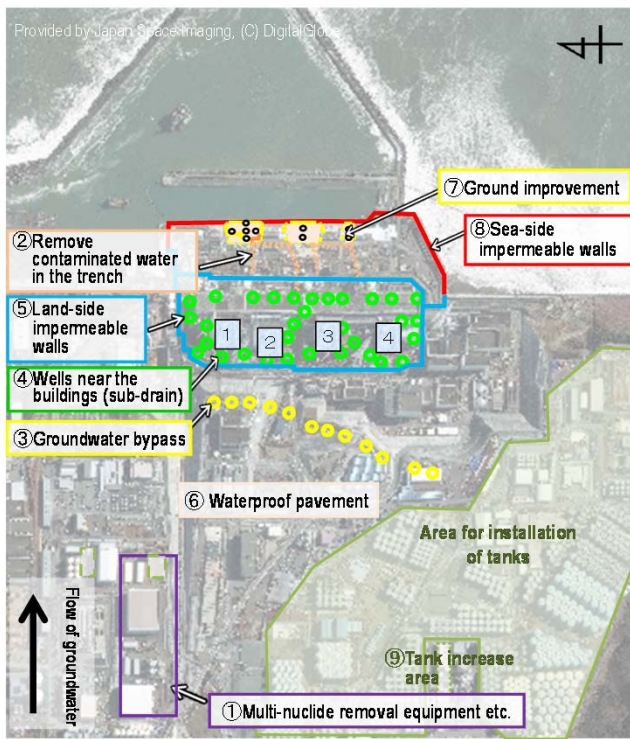 Provided by Japan Space Imaging, (C) DigitalGlobe
⑦Ground improvement
②Remove
contaminated water
in the trench
⑧Sea-side
impermeable walls
⑤Land-side
impermeable
walls
1
2
3
4
④Wells near the
buildings (sub-drain)
③Groundwater bypass
⑥ Waterproof pavement
Area for installation
of tanks
Flow of groundwater
⑨Tank increase
area
①Multi-nuclide removal equipment etc.